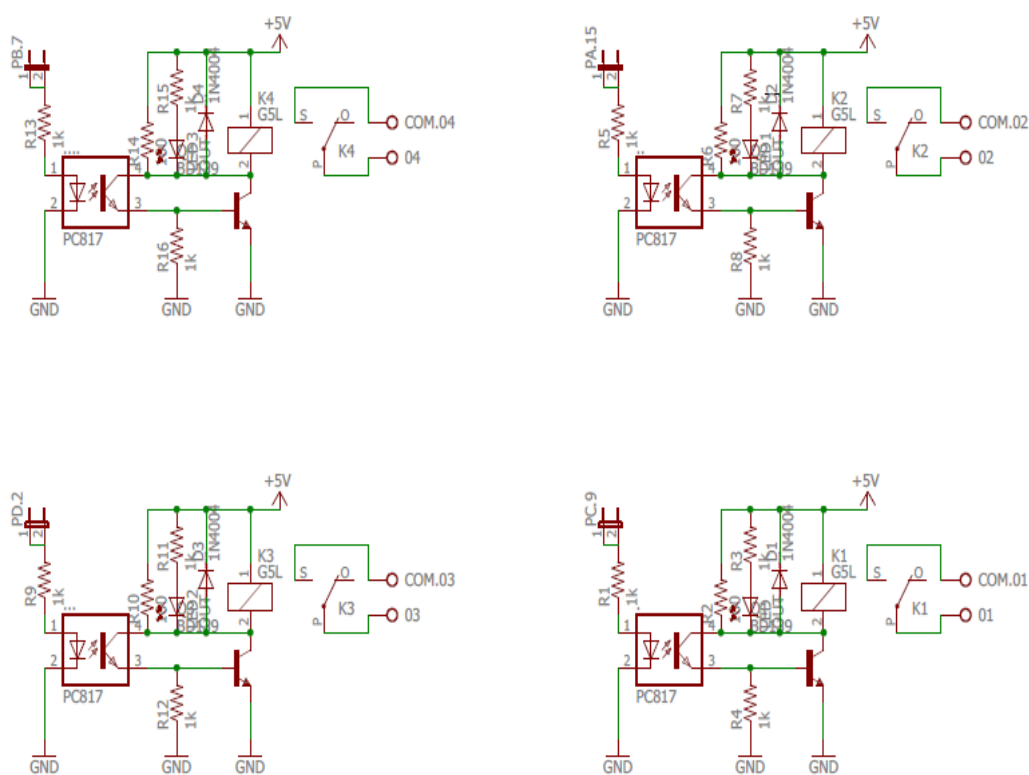 +5V
PB.7
1
2
R13
1k
R14
R15
1k
1N4004
K4
G5L
1
2
S
O
P
K4
COM.04
04
1
2
4
3
PC817
R16
1k
GND
GND
GND
+5V
PA.15
1
2
R5
1k
R6
R7
1k
1N4004
K2
G5L
1
2
S
O
P
K2
COM.02
02
1
2
4
3
PC817
R8
1k
GND
GND
GND
+5V
PD.2
1
2
R9
1k
R10
R11
1k
D3
1N4004
K3
G5L
1
2
S
O
P
K3
COM.03
03
1
2
4
3
PC817
R12
1k
GND
GND
GND
+5V
PC.9
1
2
R1
1k
R2
R3
1k
D1
1N4004
K1
G5L
1
2
S
O
P
K1
COM.01
01
1
2
4
3
PC817
R4
1k
GND
GND
GND